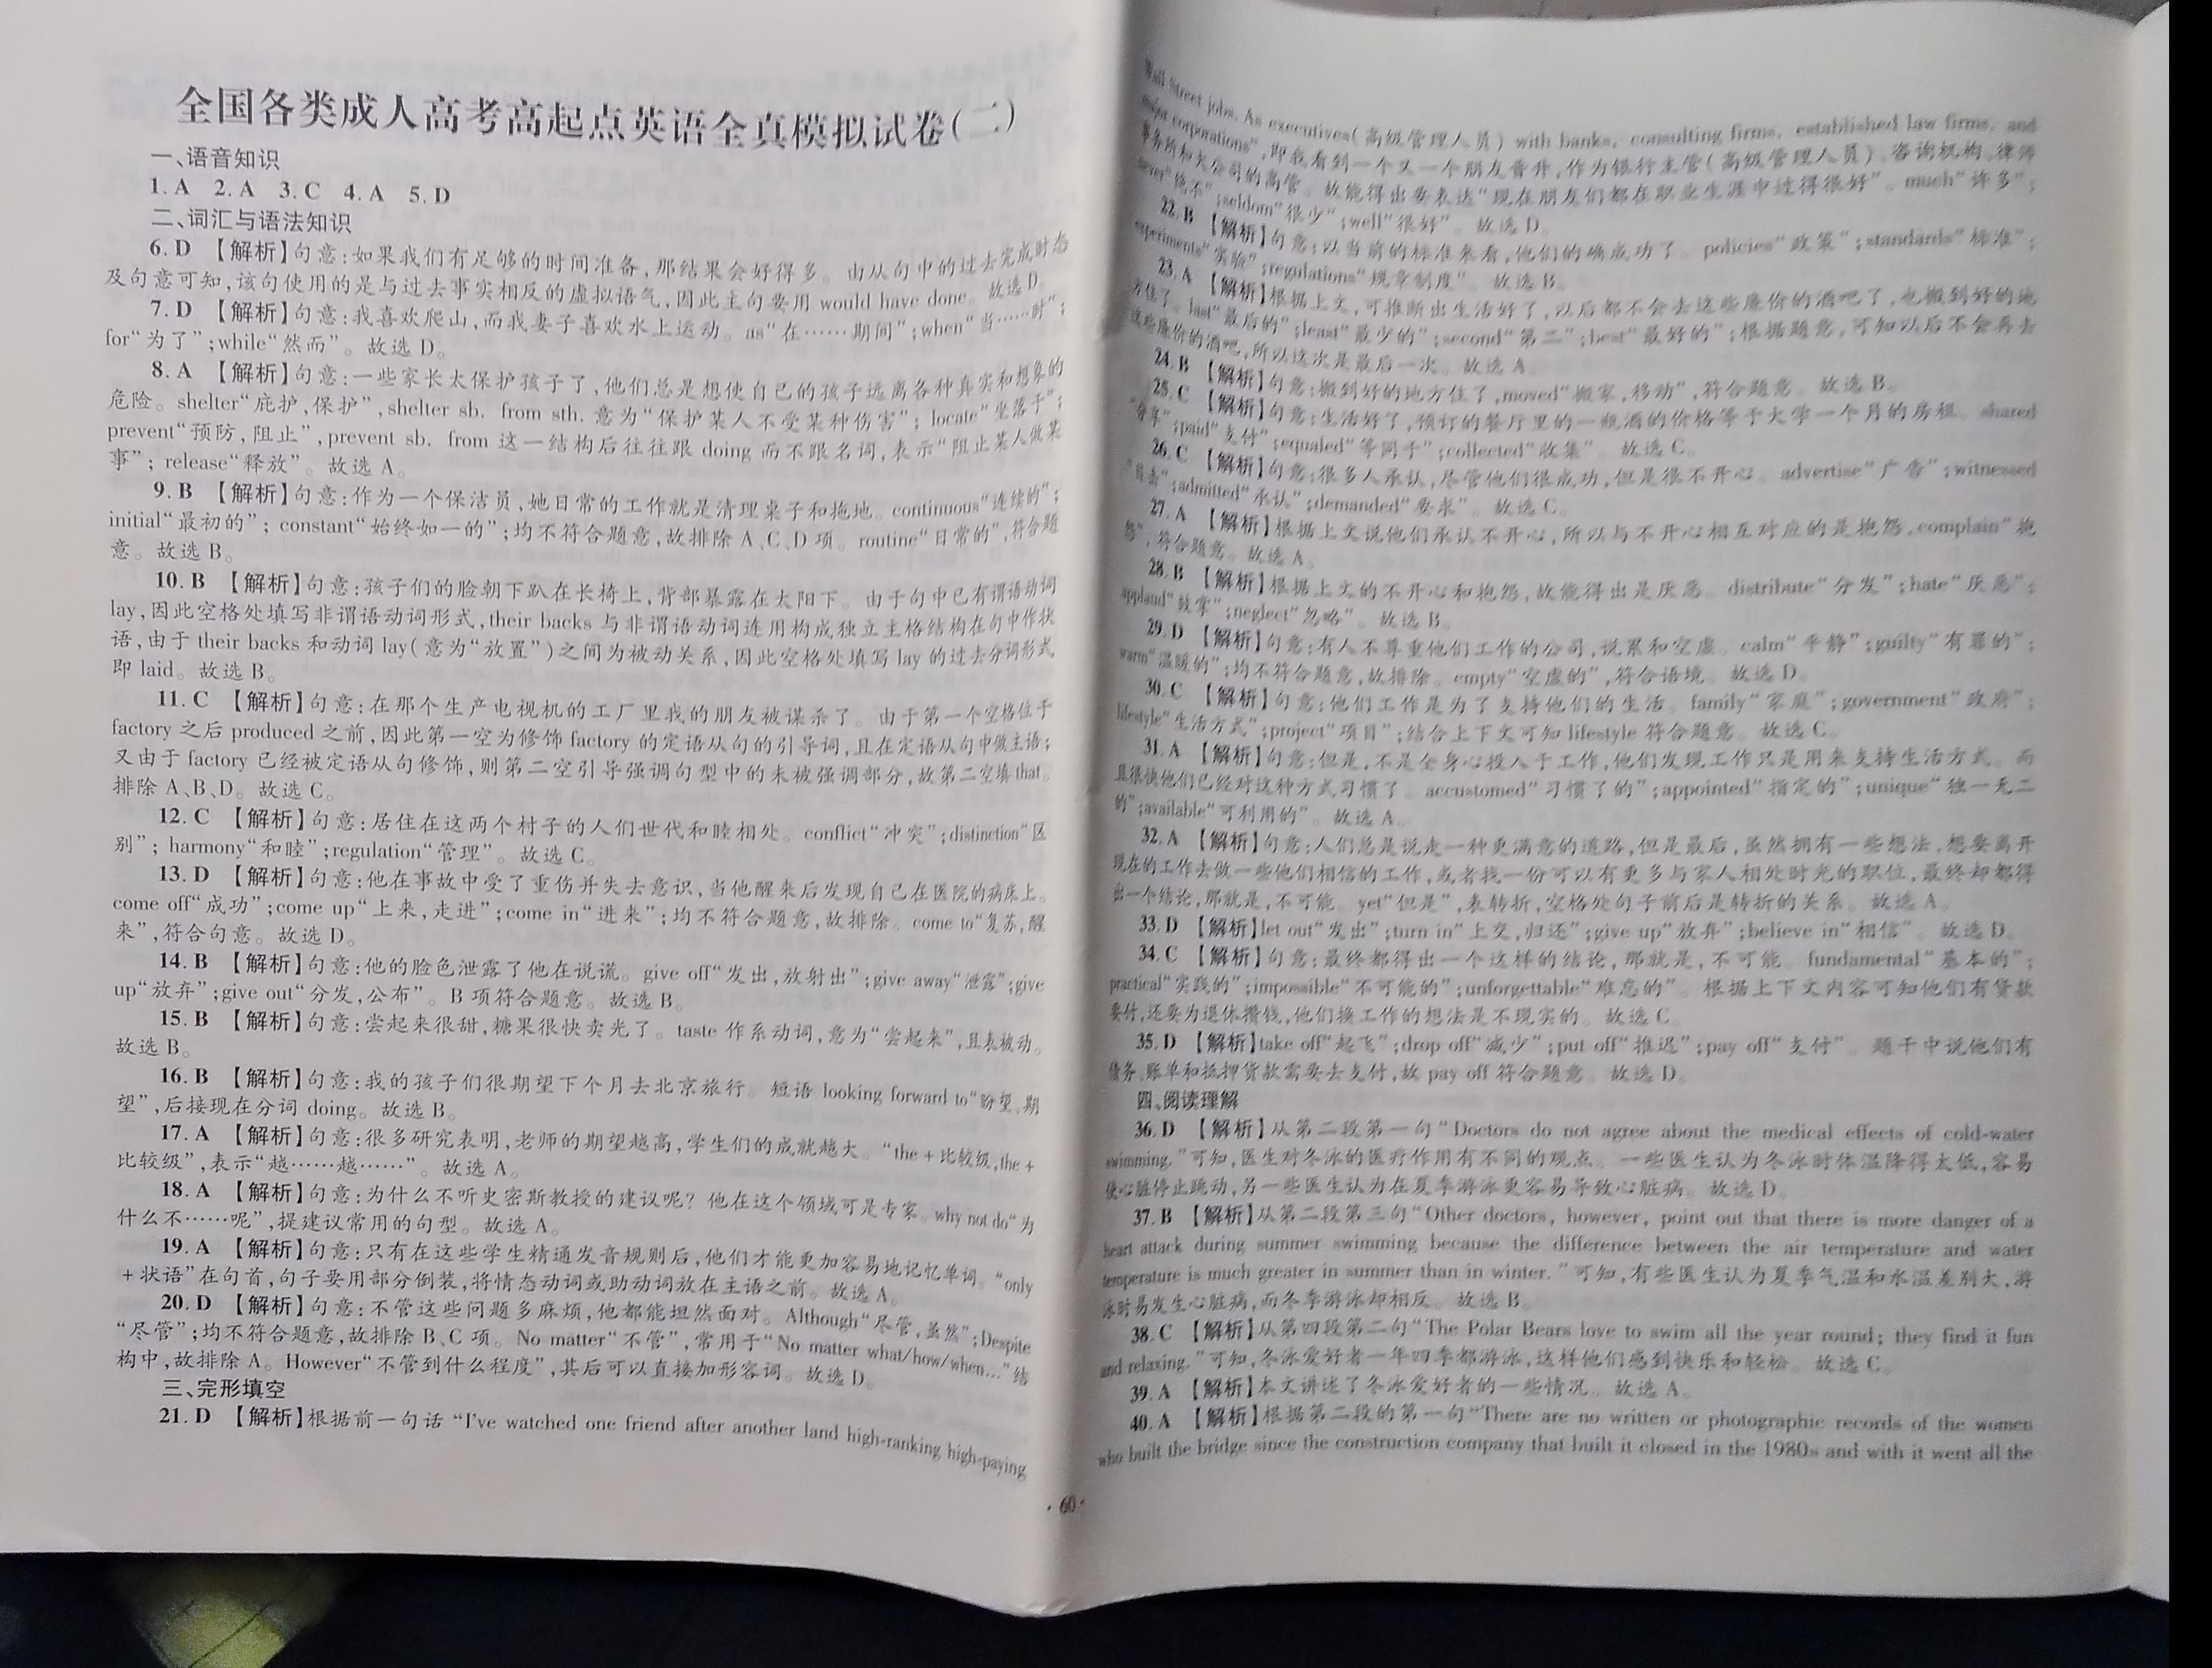 全国各类成人高考高起点英语全真模拟试卷(二)
一、语音知识
1. A 2. A 3. C 4. A 5. D
二、词汇与语法知识
6. D 【解析】句意:如果我们有足够的时间准备,那结果会好得多。由从句中的过去完成时态
及句意可知,该句使用的是与过去事实相反的虚拟语气,因此主句要用 would have done。故选 D。
7. D 【解析】句意:我喜欢爬山,而我妻子喜欢水上运动。as“在……期间”;when“当……时”;
for“为了”;while“然而”。故选 D。
8. A 【解析】句意:一些家长太保护孩子了,他们总是想使自己的孩子远离各种真实和想象的
危险。shelter“庇护,保护”,shelter sb. from sth. 意为“保护某人不受某种伤害”; locate“坐落于”;
prevent“预防,阻止”,prevent sb. from 这一结构后往往跟 doing 而不跟名词,表示“阻止某人做某
事”; release“释放”。故选 A。
9. B 【解析】句意:作为一个保洁员,她日常的工作就是清理桌子和拖地。continuous“连续的”;
initial“最初的”; constant“始终如一的”;均不符合题意,故排除 A、C、D 项。routine“日常的”,符合题
意。故选 B。
10. B 【解析】句意:孩子们的脸朝下趴在长椅上,背部暴露在太阳下。由于句中已有谓语动词
lay,因此空格处填写非谓语动词形式,their backs 与非谓语动词连用构成独立主格结构在句中作状
语,由于 their backs 和动词 lay(意为“放置”)之间为被动关系,因此空格处填写 lay 的过去分词形式
即 laid。故选 B。
11. C 【解析】句意:在那个生产电视机的工厂里我的朋友被谋杀了。由于第一个空格位于
factory 之后 produced 之前,因此第一空为修饰 factory 的定语从句的引导词,且在定语从句中做主语;
又由于 factory 已经被定语从句修饰,则第二空引导强调句型中的未被强调部分,故第二空填 that。
排除 A、B、D。故选 C。
12. C 【解析】句意:居住在这两个村子的人们世代和睦相处。conflict“冲突”;distinction“区
别”; harmony“和睦”;regulation“管理”。故选 C。
13. D 【解析】句意:他在事故中受了重伤并失去意识,当他醒来后发现自己在医院的病床上。
come off“成功”;come up“上来,走进”;come in“进来”;均不符合题意,故排除。come to“复苏,醒
来”,符合句意。故选 D。
14. B 【解析】句意:他的脸色泄露了他在说谎。give off“发出,放射出”;give away“泄露”;give
up“放弃”;give out“分发,公布”。B 项符合题意。故选 B。
15. B 【解析】句意:尝起来很甜,糖果很快卖光了。taste 作系动词,意为“尝起来”,且表被动。
故选 B。
16. B 【解析】句意:我的孩子们很期望下个月去北京旅行。短语 looking forward to“盼望、期
望”,后接现在分词 doing。故选 B。
17. A 【解析】句意:很多研究表明,老师的期望越高,学生们的成就越大。“the + 比较级,the +
比较级”,表示“越……越……”。故选 A。
18. A 【解析】句意:为什么不听史密斯教授的建议呢? 他在这个领域可是专家。why not do“为
什么不……呢”,提建议常用的句型。故选 A。
19. A 【解析】句意:只有在这些学生精通发音规则后,他们才能更加容易地记忆单词。“only
+ 状语”在句首,句子要用部分倒装,将情态动词或助动词放在主语之前。故选 A。
20. D 【解析】句意:不管这些问题多麻烦,他都能坦然面对。Although“尽管,虽然”;Despite
“尽管”;均不符合题意,故排除 B、C 项。No matter“不管”,常用于“No matter what/how/when...”结
构中,故排除 A。However“不管到什么程度”,其后可以直接加形容词。故选 D。
三、完形填空
21. D 【解析】根据前一句话 “I've watched one friend after another land high-ranking high-paying
Wall Street jobs. As executives(高级管理人员) with banks, consulting firms, established law firms, and
major corporations”,即我看到一个又一个朋友晋升,作为银行主管(高级管理人员)、咨询机构、律师
事务所和大公司的高管。故能得出要表达“现在朋友们都在职业生涯中过得很好”。much“许多”;
never“绝不”;seldom“很少”;well“很好”。故选 D。
22. B 【解析】句意:以当前的标准来看,他们的确成功了。policies“政策”;standards“标准”;
experiments“实验”;regulations“规章制度”。故选 B。
23. A 【解析】根据上文,可推断出生活好了,以后都不会去这些廉价的酒吧了,也搬到好的地
方住了。last“最后的”;least“最少的”;second“第二”;best“最好的”;根据题意,可知以后不会再去
这些廉价的酒吧,所以这次是最后一次。故选 A。
24. B 【解析】句意:搬到好的地方住了,moved“搬家,移动”,符合题意。故选 B。
25. C 【解析】句意:生活好了,预订的餐厅里的一瓶酒的价格等于大学一个月的房租。shared
“分享”;paid“支付”;equaled“等同于”;collected“收集”。故选 C。
26. C 【解析】句意:很多人承认,尽管他们很成功,但是很不开心。advertise“广告”;witnessed
“目击”;admitted“承认”;demanded“要求”。故选 C。
27. A 【解析】根据上文说他们承认不开心,所以与不开心相互对应的是抱怨,complain“抱
怨”,符合题意。故选 A。
28. B 【解析】根据上文的不开心和抱怨,故能得出是厌恶。distribute“分发”;hate“厌恶”;
applaud“鼓掌”;neglect“忽略”。故选 B。
29. D 【解析】句意:有人不尊重他们工作的公司,说累和空虚。calm“平静”;guilty“有罪的”;
warm“温暖的”;均不符合题意,故排除。empty“空虚的”,符合语境。故选 D。
30. C 【解析】句意:他们工作是为了支持他们的生活。family“家庭”;government“政府”;
lifestyle“生活方式”;project“项目”;结合上下文可知 lifestyle 符合题意。故选 C。
31. A 【解析】句意:但是,不是全身心投入于工作,他们发现工作只是用来支持生活方式。而
且很快他们已经对这种方式习惯了。accustomed“习惯了的”;appointed“指定的”;unique“独一无二
的”;available“可利用的”。故选 A。
32. A 【解析】句意:人们总是说走一种更满意的道路,但是最后,虽然拥有一些想法,想要离开
现在的工作去做一些他们相信的工作,或者找一份可以有更多与家人相处时光的职位,最终却都得
出一个结论,那就是,不可能。yet“但是”,表转折,空格处句子前后是转折的关系。故选 A。
33. D 【解析】let out“发出”;turn in“上交,归还”;give up“放弃”;believe in“相信”。故选 D。
34. C 【解析】句意:最终都得出一个这样的结论,那就是,不可能。fundamental“基本的”;
practical“实践的”;impossible“不可能的”;unforgettable“难忘的”。根据上下文内容可知他们有贷款
要付,还要为退休攒钱,他们换工作的想法是不现实的。故选 C。
35. D 【解析】take off“起飞”;drop off“减少”;put off“推迟”;pay off“支付”。题干中说他们有
债务、账单和抵押贷款需要去支付,故 pay off 符合题意。故选 D。
四、阅读理解
36. D 【解析】从第二段第一句“Doctors do not agree about the medical effects of cold-water
swimming.”可知,医生对冬泳的医疗作用有不同的观点。一些医生认为冬泳时体温降得太低,容易
使心脏停止跳动,另一些医生认为在夏季游泳更容易导致心脏病。故选 D。
37. B 【解析】从第二段第三句“Other doctors, however, point out that there is more danger of a
heart attack during summer swimming because the difference between the air temperature and water
temperature is much greater in summer than in winter.”可知,有些医生认为夏季气温和水温差别大,游
泳时易发生心脏病,而冬季游泳却相反。故选 B。
38. C 【解析】从第四段第二句“The Polar Bears love to swim all the year round; they find it fun
and relaxing.”可知,冬泳爱好者一年四季都游泳,这样他们感到快乐和轻松。故选 C。
39. A 【解析】本文讲述了冬泳爱好者的一些情况。故选 A。
40. A 【解析】根据第二段的第一句“There are no written or photographic records of the women
who built the bridge since the construction company that built it closed in the 1980s and with it went all the
· 60 ·